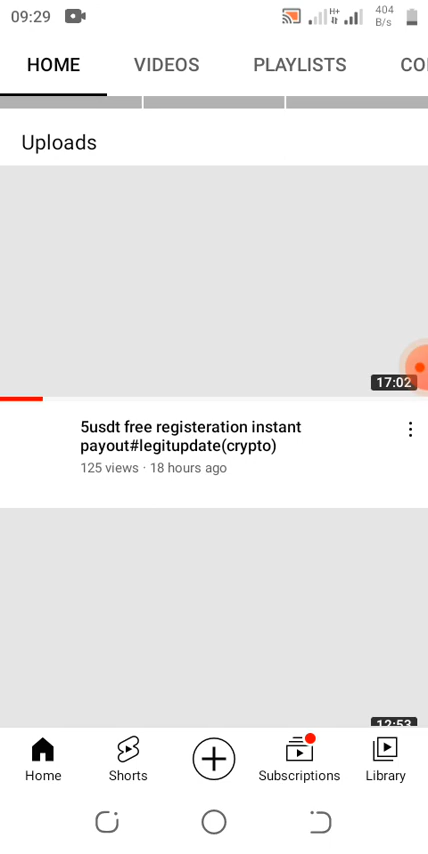 09:29 H+ 404 B/s
HOME VIDEOS PLAYLISTS CO
Uploads
17:02
5usdt free registeration instant
payout#legitupdate(crypto)
125 views · 18 hours ago
12:53
Home Shorts Subscriptions Library